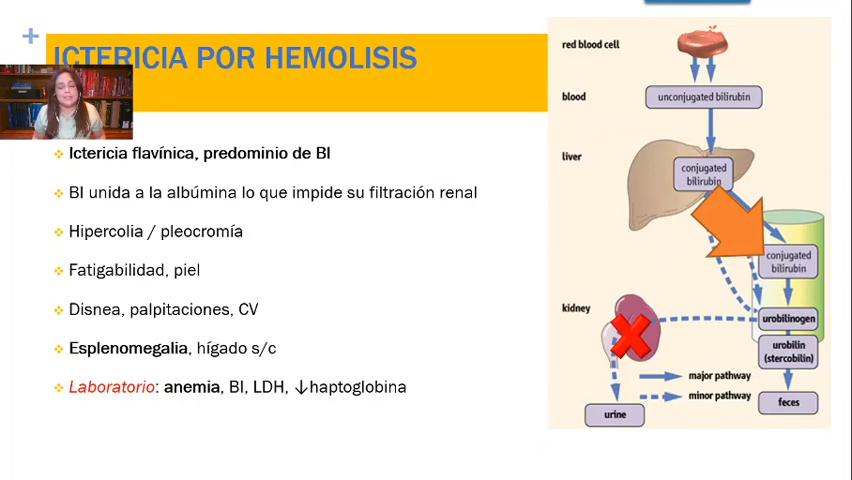 ICTERICIA POR HEMOLISIS
Ictericia flavínica, predominio de BI
BI unida a la albúmina lo que impide su filtración renal
Hipercolia / pleocromía
Fatigabilidad, piel
Disnea, palpitaciones, CV
Esplenomegalia, hígado s/c
Laboratorio: anemia, BI, LDH, ↓haptoglobina
red blood cell
blood
unconjugated bilirubin
liver
conjugated
bilirubin
conjugated
bilirubin
kidney
urobilinogen
urobilin
(stercobilin)
major pathway
minor pathway
feces
urine